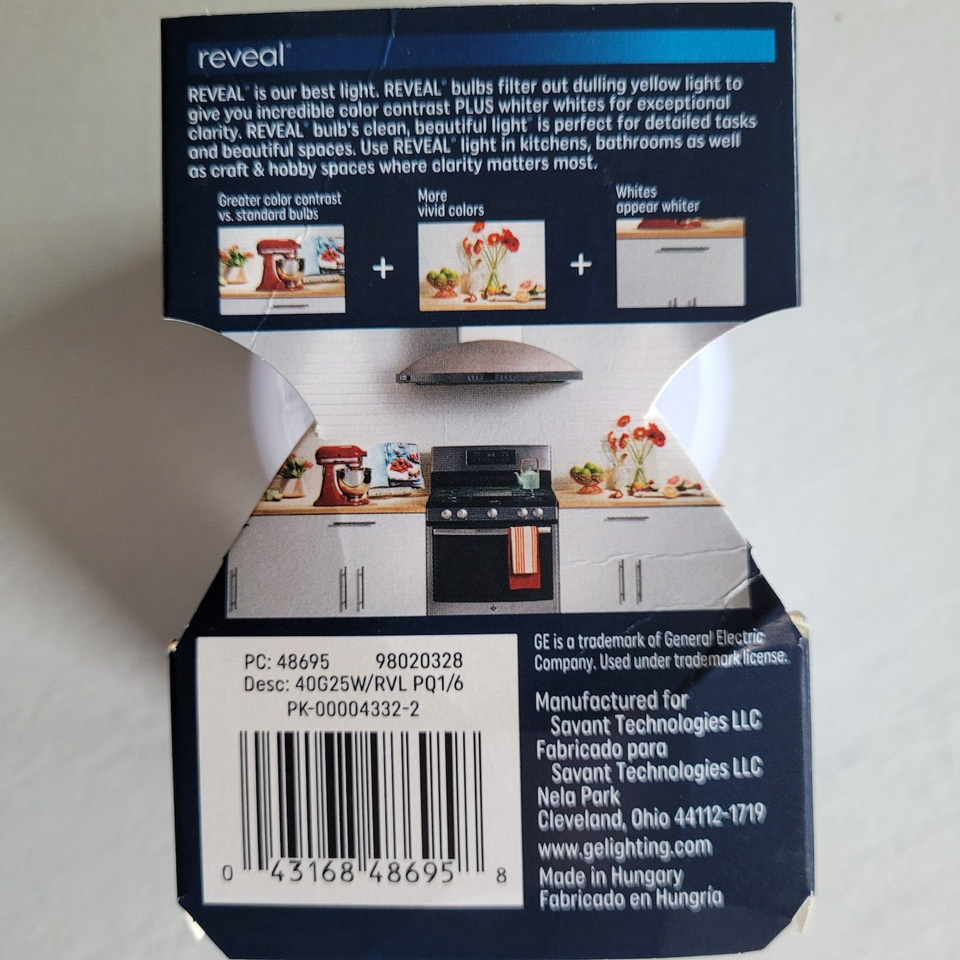 reveal®
REVEAL® is our best light. REVEAL® bulbs filter out dulling yellow light to
give you incredible color contrast PLUS whiter whites for exceptional
clarity. REVEAL® bulb's clean, beautiful light® is perfect for detailed tasks
and beautiful spaces. Use REVEAL® light in kitchens, bathrooms as well
as craft & hobby spaces where clarity matters most.
Greater color contrast
vs. standard bulbs
+
More
vivid colors
+
Whites
appear whiter
PC: 48695 98020328
Desc: 40G25W/RVL PQ1/6
PK-00004332-2
0 43168 48695 8
GE is a trademark of General Electric
Company. Used under trademark license.
Manufactured for
Savant Technologies LLC
Fabricado para
Savant Technologies LLC
Nela Park
Cleveland, Ohio 44112-1719
www.gelighting.com
Made in Hungary
Fabricado en Hungría